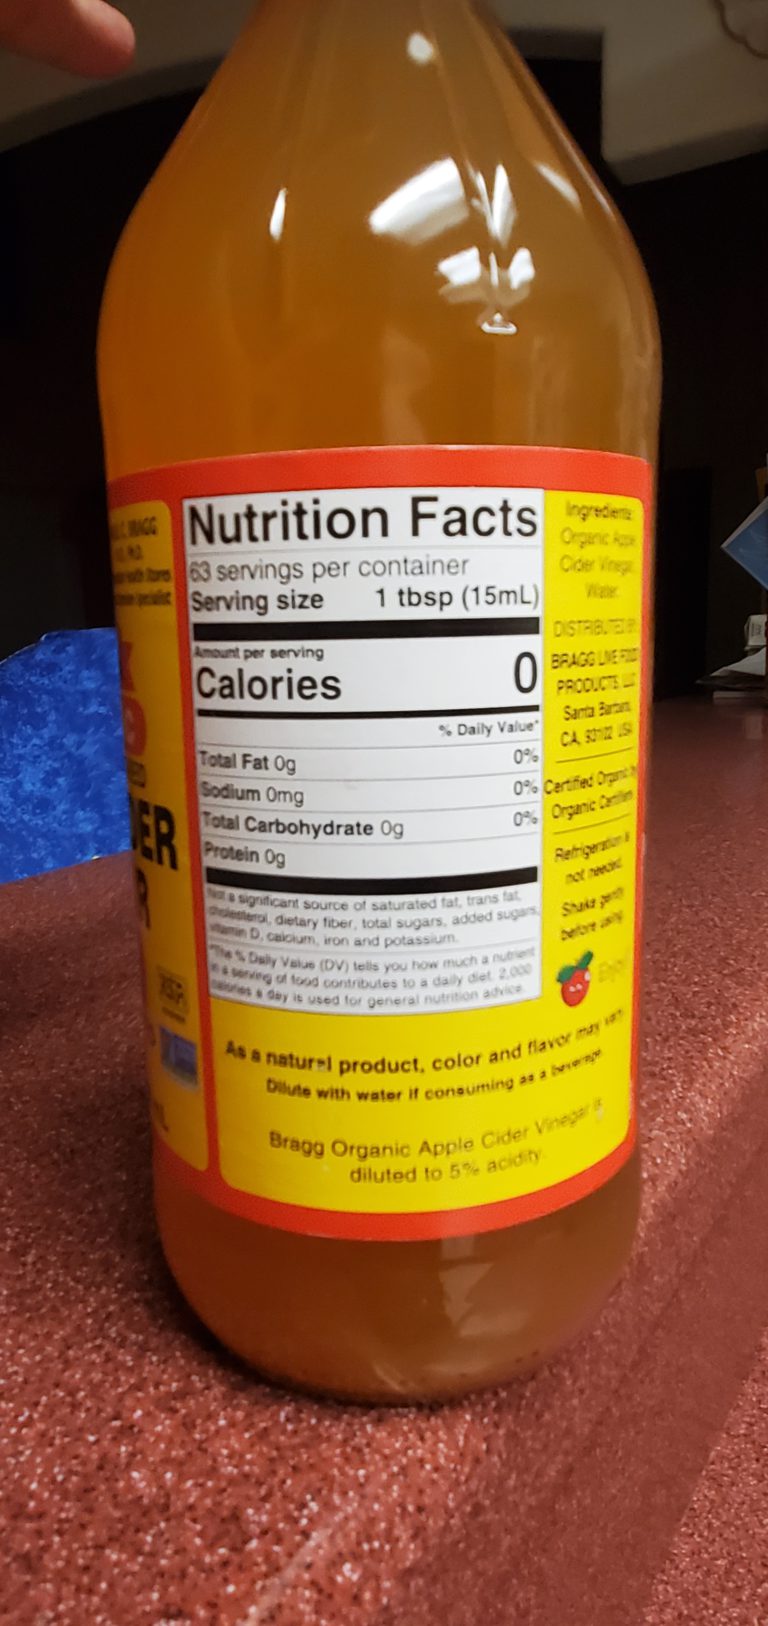 BRAGG
Nutrition Facts
63 servings per container
Serving size 1 tbsp (15mL)
Amount per serving
Calories 0
% Daily Value*
Total Fat 0g 0%
Sodium 0mg 0%
Total Carbohydrate 0g 0%
Protein 0g
Not a significant source of saturated fat, trans fat,
cholesterol, dietary fiber, total sugars, added sugars,
vitamin D, calcium, iron and potassium.
*The % Daily Value (DV) tells you how much a nutrient
in a serving of food contributes to a daily diet. 2,000
calories a day is used for general nutrition advice.
As a natural product, color and flavor may vary.
Dilute with water if consuming as a beverage.
Bragg Organic Apple Cider Vinegar is
diluted to 5% acidity.
Ingredients:
Organic Apple
Cider Vinegar,
Water.
DISTRIBUTED BY
BRAGG LIVE FOOD
PRODUCTS, LLC
Santa Barbara,
CA, 93102 USA
Certified Organic by
Organic Certifiers
Refrigeration is
not needed.
Shake gently
before using.
Enjoy!
DER
R